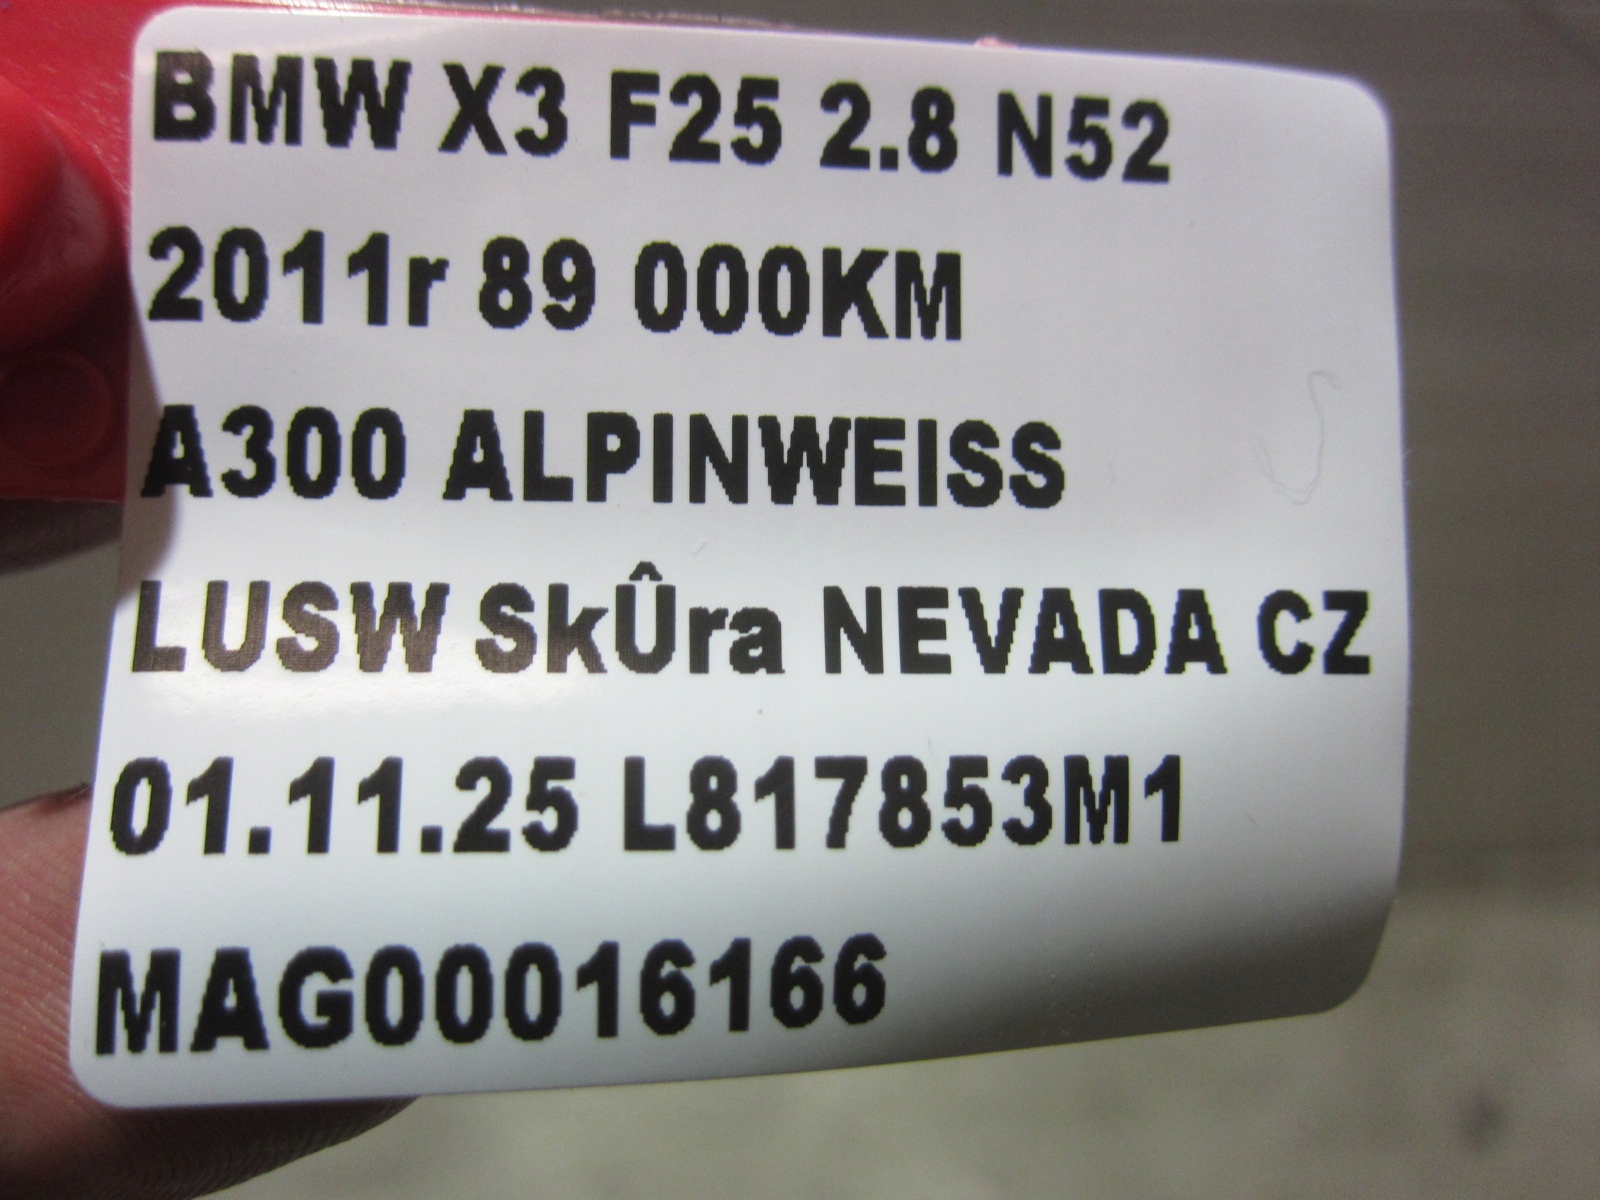 BMW X3 F25 2.8 N52
2011r 89 000KM
A300 ALPINWEISS
LUSW SkÛra NEVADA CZ
01.11.25 L817853M1
MAG00016166